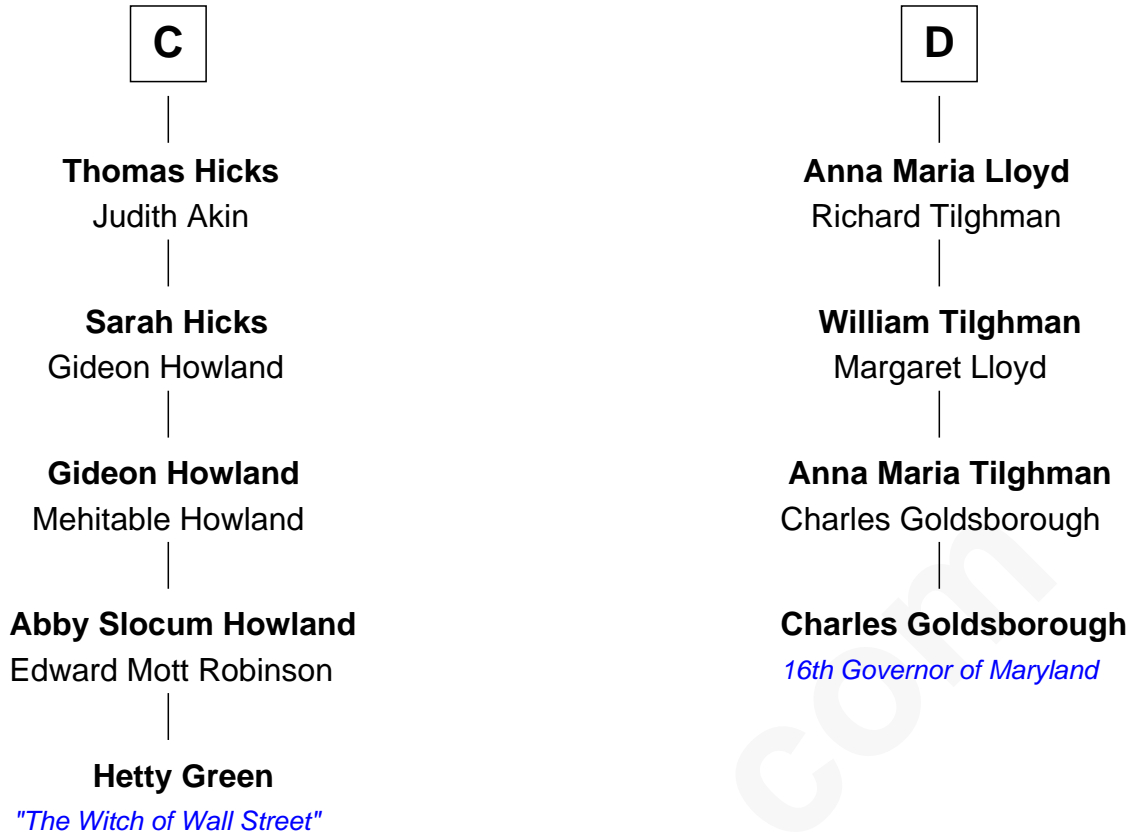 C
Thomas Hicks
Judith Akin
Sarah Hicks
Gideon Howland
Gideon Howland
Mehitable Howland
Abby Slocum Howland
Edward Mott Robinson
Hetty Green
"The Witch of Wall Street"
D
Anna Maria Lloyd
Richard Tilghman
William Tilghman
Margaret Lloyd
Anna Maria Tilghman
Charles Goldsborough
Charles Goldsborough
16th Governor of Maryland
com